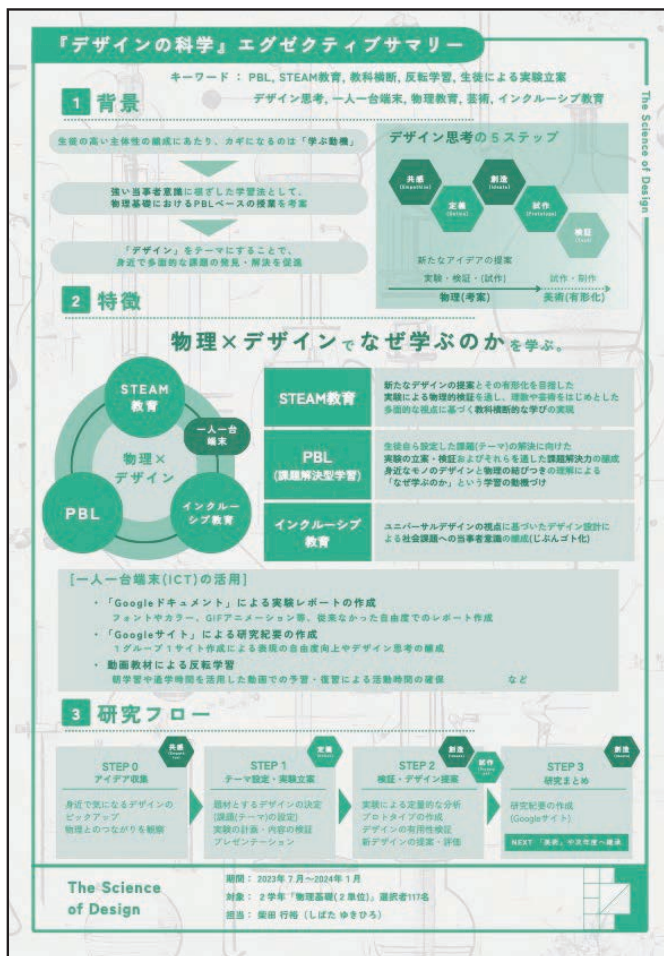 『デザインの科学』エグゼクティブサマリー
キーワード : PBL, STEAM教育, 教科横断, 反転学習, 生徒による実験立案
デザイン思考, 一人一台端末, 物理教育, 芸術, インクルーシブ教育
The Science of Design
1 背景
生徒の高い主体性の醸成にあたり、カギになるのは「学ぶ動機」
強い当事者意識に根ざした学習法として、
物理基礎におけるPBLベースの授業を考案
「デザイン」をテーマにすることで、
身近で多面的な課題の発見・解決を促進
デザイン思考の5ステップ
共感
(Empathize)
定義
(Define)
創造
(Ideate)
試作
(Prototype)
検証
(Test)
新たなアイデアの提案
実験・検証・(試作)
試作・制作
物理(考案)
美術(有形化)
2 特徴
物理×デザインでなぜ学ぶのかを学ぶ。
STEAM
教育
一人一台
端末
物理×
デザイン
PBL
インクルー
シブ教育
STEAM教育
新たなデザインの提案とその有形化を目指した
実験による物理的検証を通し、理数や芸術をはじめとした
多面的な視点に基づく教科横断的な学びの実現
PBL
(課題解決型学習)
生徒自ら設定した課題(テーマ)の解決に向けた
実験の立案・検証およびそれらを通した課題解決力の醸成
身近なモノのデザインと物理の結びつきの理解による
「なぜ学ぶのか」という学習の動機づけ
インクルーシブ
教育
ユニバーサルデザインの視点に基づいたデザイン設計に
よる社会課題への当事者意識の醸成(じぶんゴト化)
[一人一台端末(ICT)の活用]
・「Googleドキュメント」による実験レポートの作成
フォントやカラー、GIFアニメーション等、従来なかった自由度でのレポート作成
・「Googleサイト」による研究紀要の作成
1グループ1サイト作成による表現の自由度向上やデザイン思考の醸成
・動画教材による反転学習
朝学習や通学時間を活用した動画での予習・復習による活動時間の確保 など
3 研究フロー
共感
STEP 0
アイデア収集
身近で気になるデザインの
ピックアップ
物理とのつながりを観察
定義
STEP 1
テーマ設定・実験立案
題材とするデザインの決定
(課題(テーマ)の設定)
実験の計画・内容の検証
プレゼンテーション
創造
試作
STEP 2
検証・デザイン提案
実験による定量的な分析
プロトタイプの作成
デザインの有用性検証
新デザインの提案・評価
創造
STEP 3
研究まとめ
研究紀要の作成
(Googleサイト)
NEXT 「美術」や次年度へ継承
The Science
of Design
期間: 2023年7月〜2024年1月
対象: 2学年「物理基礎(2単位)」選択者117名
担当: 柴田 行裕(しばた ゆきひろ)